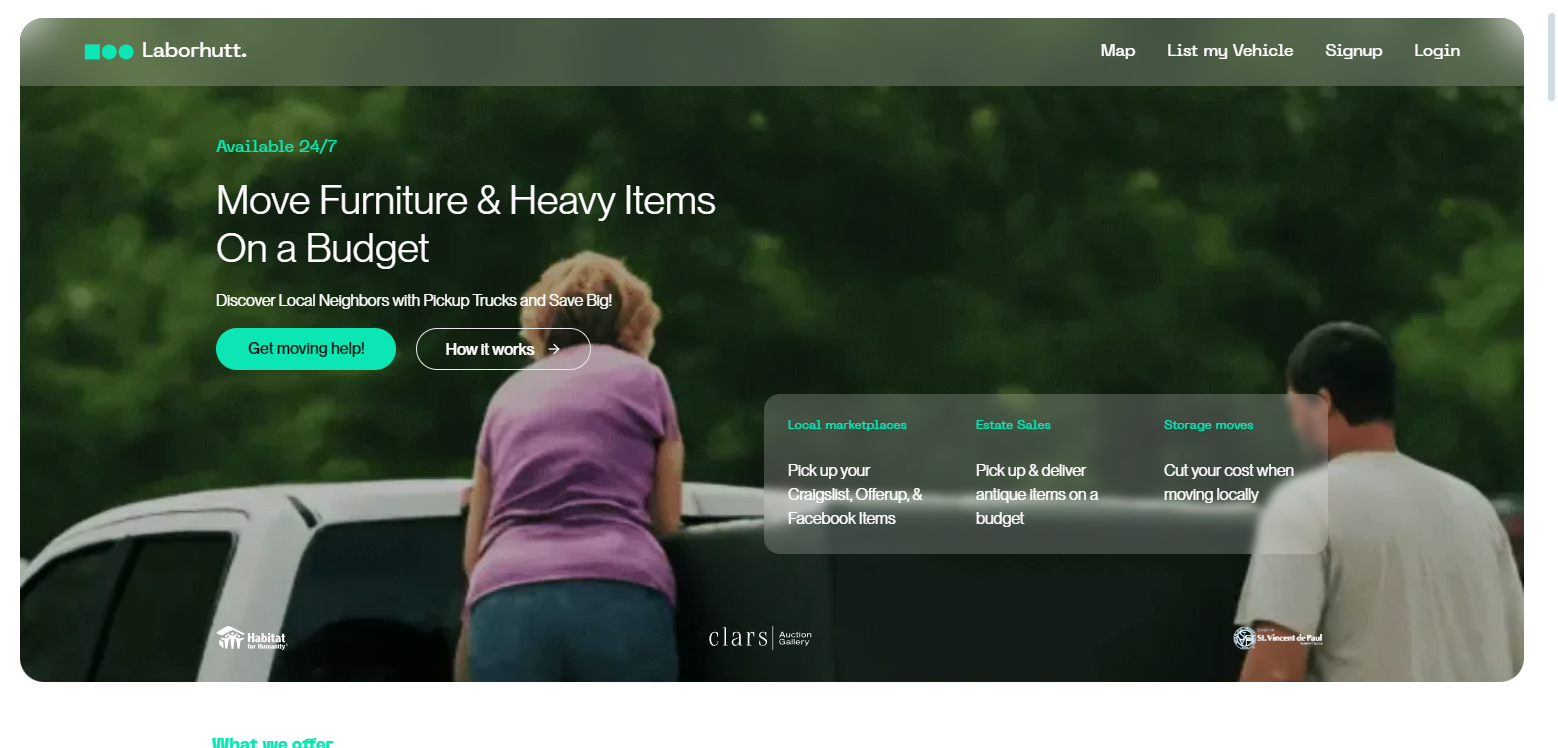 Laborhutt.
Map
List my Vehicle
Signup
Login
Available 24/7
Move Furniture & Heavy Items
On a Budget
Discover Local Neighbors with Pickup Trucks and Save Big!
Get moving help!
How it works
Local marketplaces
Pick up your
Craigslist, Offerup, &
Facebook Items
Estate Sales
Pick up & deliver
antique items on a
budget
Storage moves
Cut your cost when
moving locally
Habitat
for Humanity
clars
Auction
Gallery
St. Vincent de Paul
What we offer